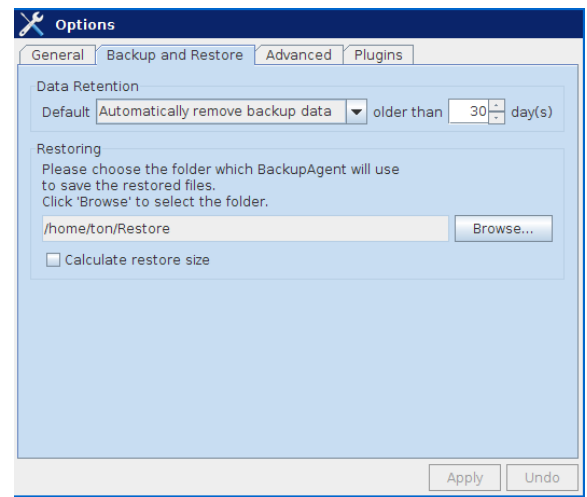 Options
General Backup and Restore Advanced Plugins
Data Retention
Default Automatically remove backup data older than 30 day(s)
Restoring
Please choose the folder which BackupAgent will use
to save the restored files.
Click 'Browse' to select the folder.
/home/ton/Restore Browse...
Calculate restore size
Apply Undo